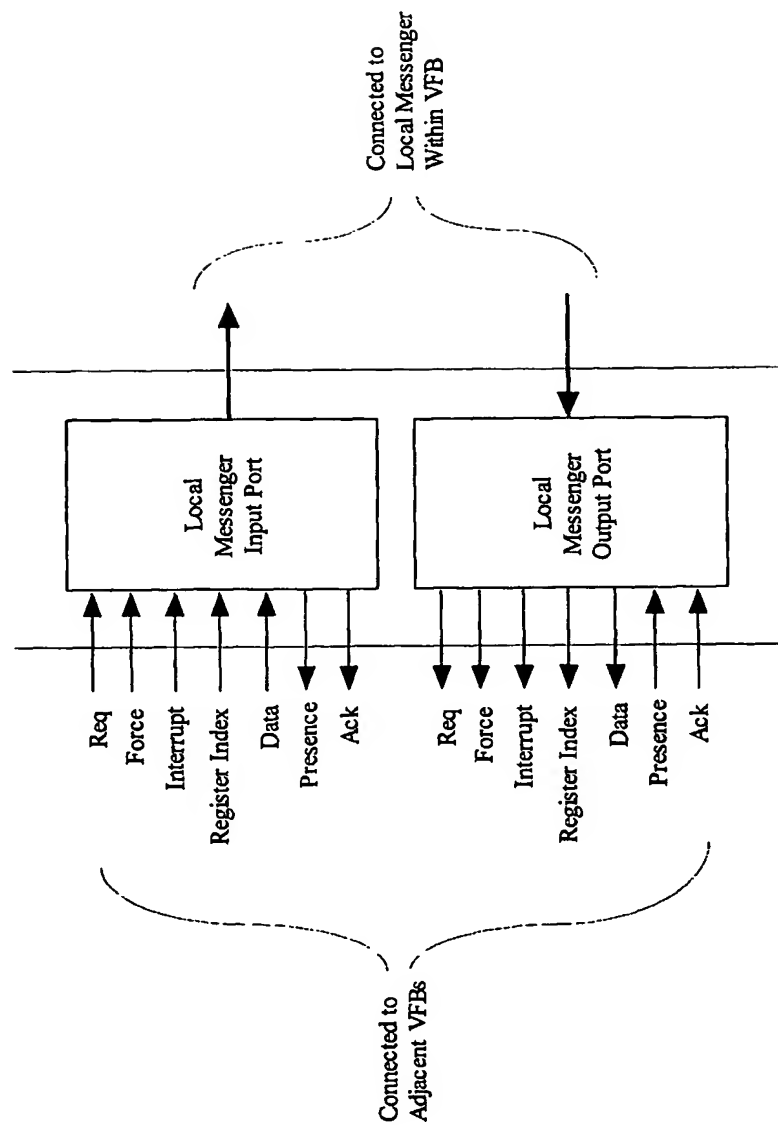 Connected to
Adjacent VFBs
Req
Force
Interrupt
Register Index
Data
Presence
Ack
Req
Force
Interrupt
Register Index
Data
Presence
Ack
Local
Messenger
Input Port
Local
Messenger
Output Port
Connected to
Local Messenger
Within VFB